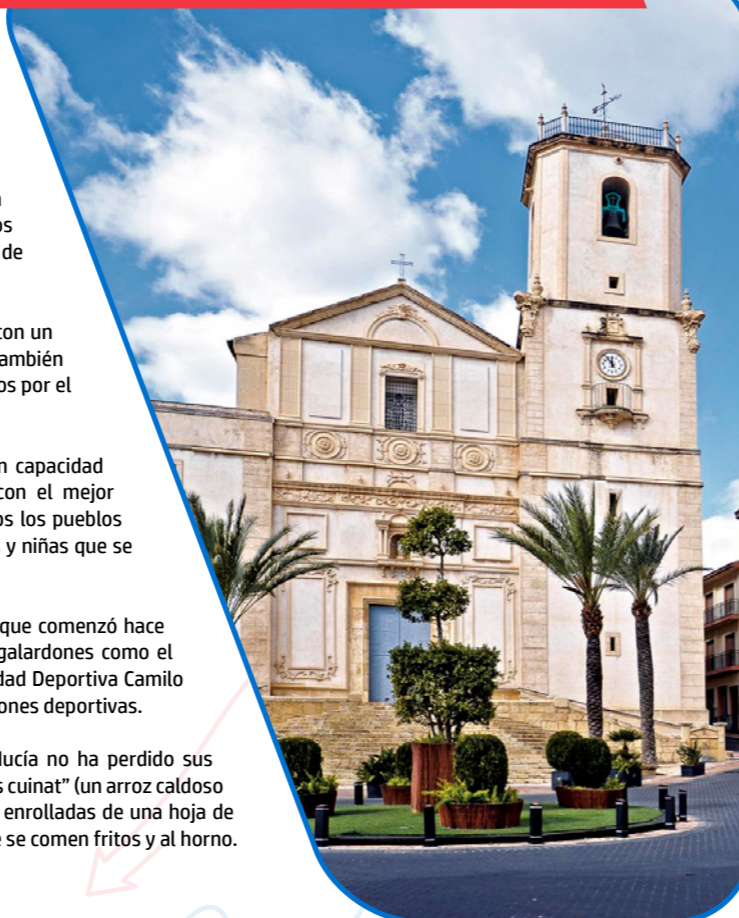 os
de
con un
también
os por el
n capacidad
con el mejor
os los pueblos
s y niñas que se
que comenzó hace
galardones como el
dad Deportiva Camilo
ones deportivas.
lucía no ha perdido sus
s cuinat” (un arroz caldoso
enrolladas de una hoja de
e se comen fritos y al horno.